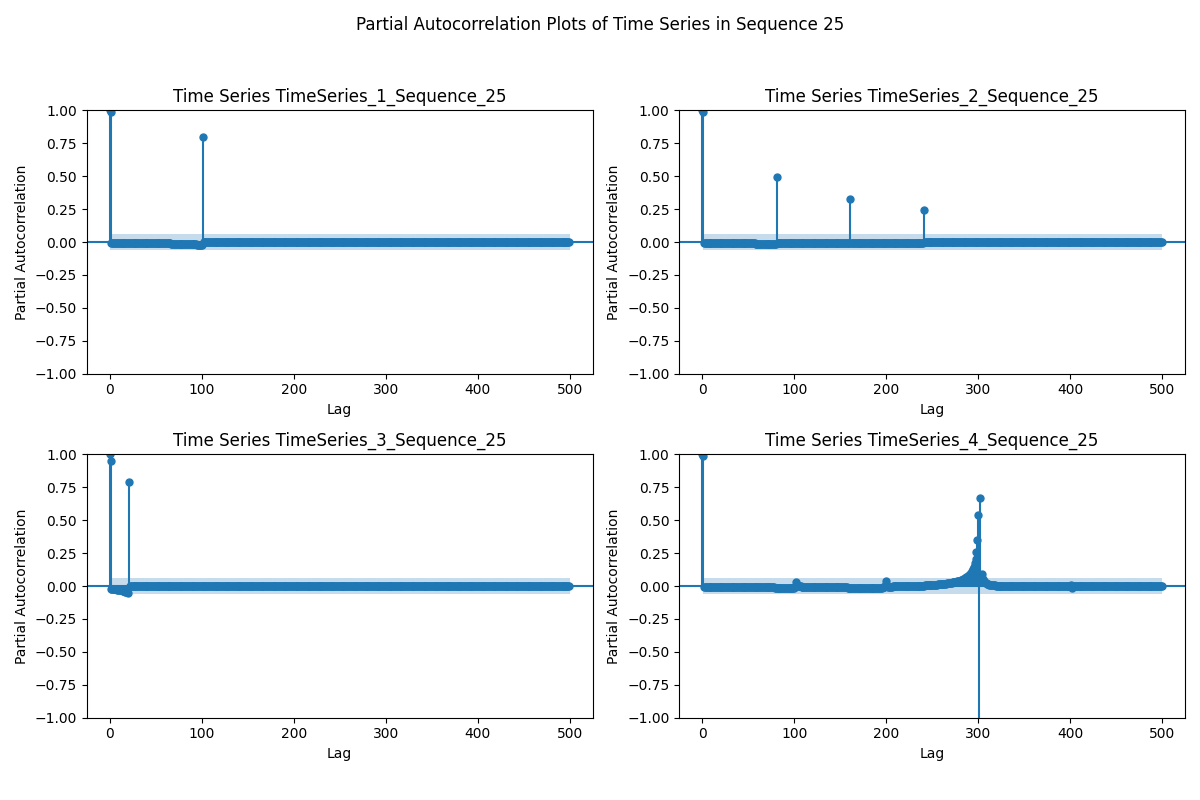 Partial Autocorrelation Plots of Time Series in Sequence 25
Time Series TimeSeries_1_Sequence_25
Partial Autocorrelation
1.00
0.75
0.50
0.25
0.00
−0.25
−0.50
−0.75
−1.00
0 100 200 300 400 500
Lag
Time Series TimeSeries_2_Sequence_25
Partial Autocorrelation
1.00
0.75
0.50
0.25
0.00
−0.25
−0.50
−0.75
−1.00
0 100 200 300 400 500
Lag
Time Series TimeSeries_3_Sequence_25
Partial Autocorrelation
1.00
0.75
0.50
0.25
0.00
−0.25
−0.50
−0.75
−1.00
0 100 200 300 400 500
Lag
Time Series TimeSeries_4_Sequence_25
Partial Autocorrelation
1.00
0.75
0.50
0.25
0.00
−0.25
−0.50
−0.75
−1.00
0 100 200 300 400 500
Lag